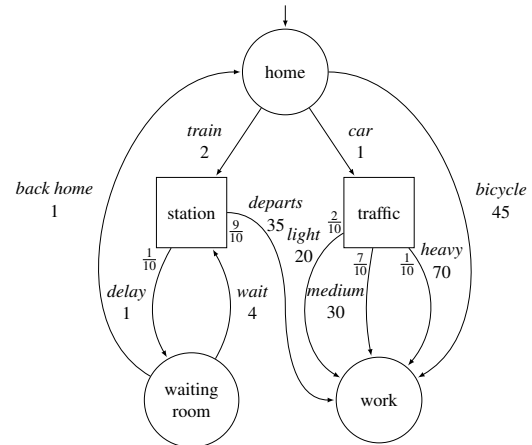 home
train
2
car
1
back home
1
bicycle
45
station
9/10
departs
35
light
20
2/10
traffic
1/10
delay
1
wait
4
7/10
medium
30
1/10
heavy
70
waiting
room
work